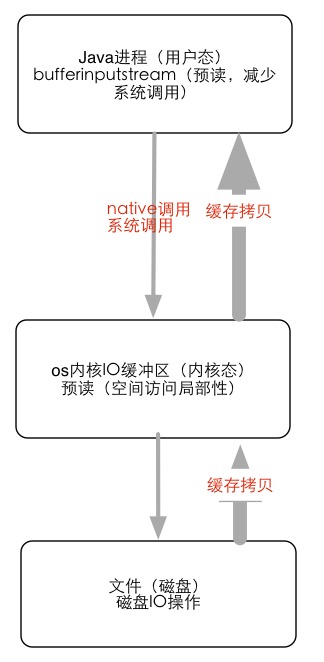 Java进程（用户态）
bufferinputstream（预读，减少
系统调用）
native调用
系统调用
缓存拷贝
os内核IO缓冲区（内核态）
预读（空间访问局部性）
缓存拷贝
文件（磁盘）
磁盘IO操作